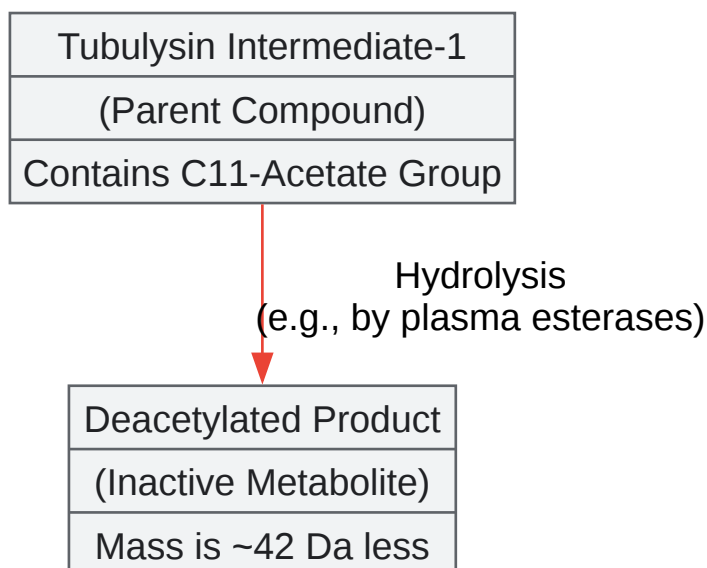 Tubulysin Intermediate-1
(Parent Compound)
Contains C11-Acetate Group
Hydrolysis
(e.g., by plasma esterases)
Deacetylated Product
(Inactive Metabolite)
Mass is ~42 Da less